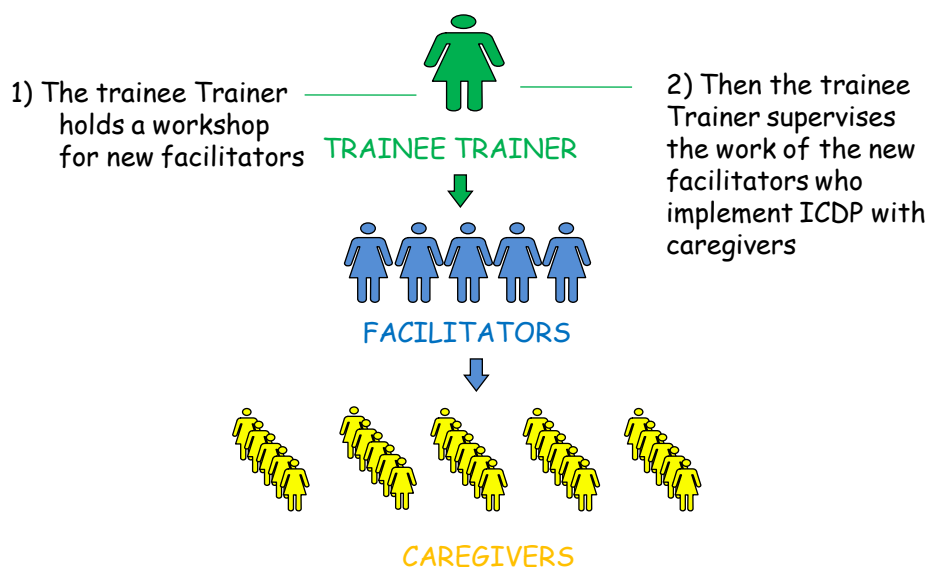 1) The trainee Trainer
holds a workshop
for new facilitators
2) Then the trainee
Trainer supervises
the work of the new
facilitators who
implement ICDP with
caregivers
TRAINEE TRAINER
FACILITATORS
CAREGIVERS